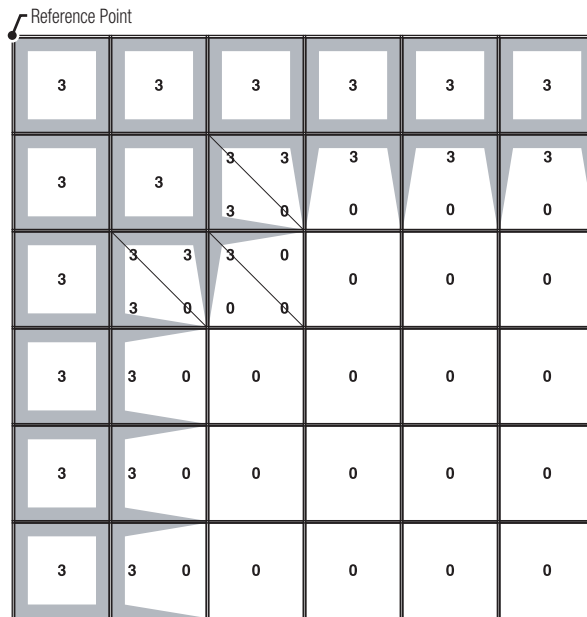 Reference Point
3 3 3 3 3 3
3 3 3 3 3 3 3
3 0 0 0 0
3 3 3 3 0 0 0 0
3 0 0 0
3 3 0 0 0 0 0
3 3 0 0 0 0 0
3 3 0 0 0 0 0